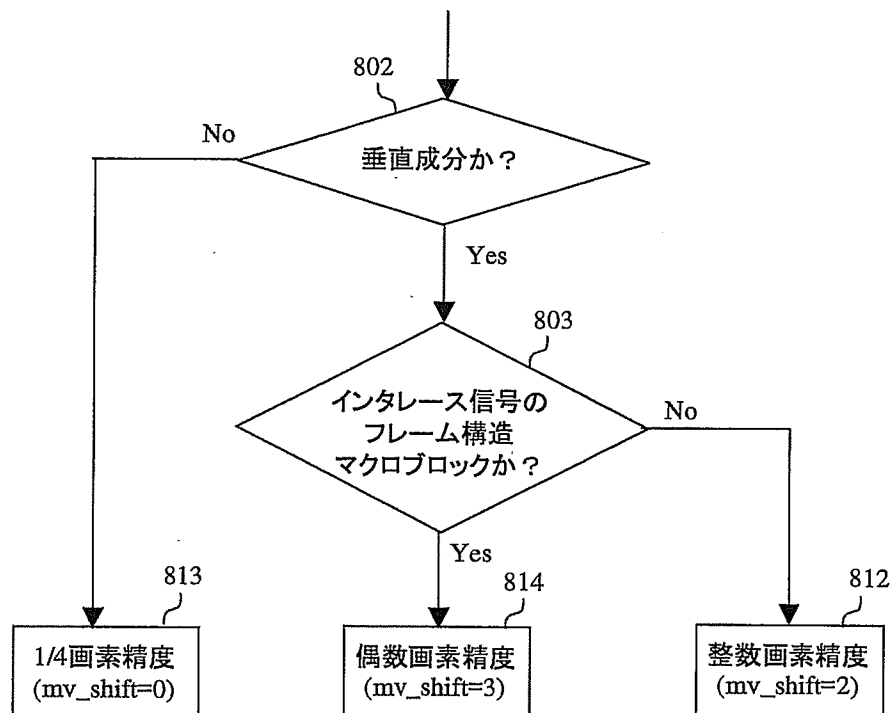 802
No
垂直成分か？
Yes
803
インタレース信号の
フレーム構造
マクロブロックか？
No
Yes
813
814
812
1/4画素精度
(mv_shift=0)
偶数画素精度
(mv_shift=3)
整数画素精度
(mv_shift=2)